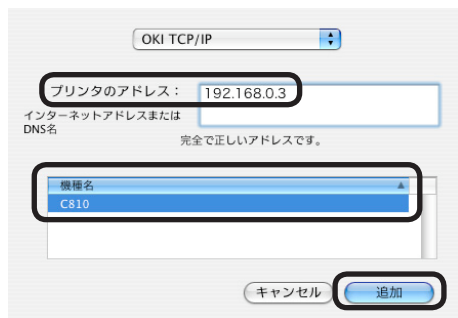 OKI TCP/IP
プリンタのアドレス： 192.168.0.3
インターネットアドレスまたは
DNS名
完全で正しいアドレスです。
機種名
C810
キャンセル 追加